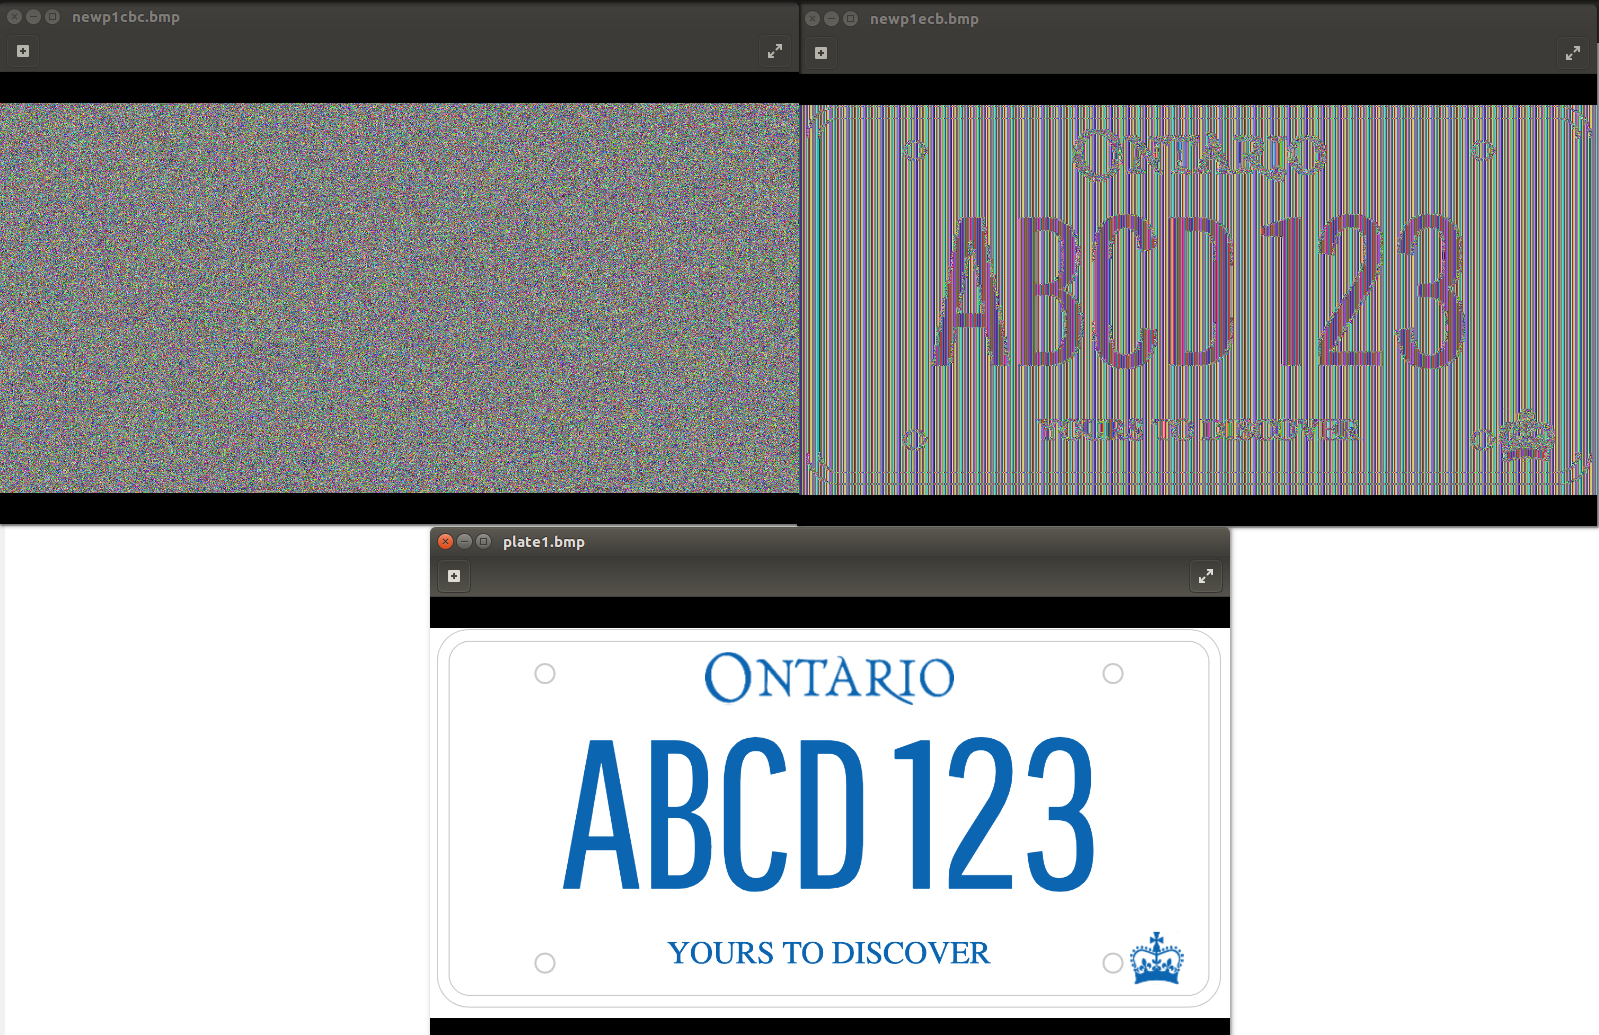 newp1cbc.bmp
newp1ecb.bmp
ONTARIO
ABCD 123
YOURS TO DISCOVER
plate1.bmp
ONTARIO
ABCD 123
YOURS TO DISCOVER